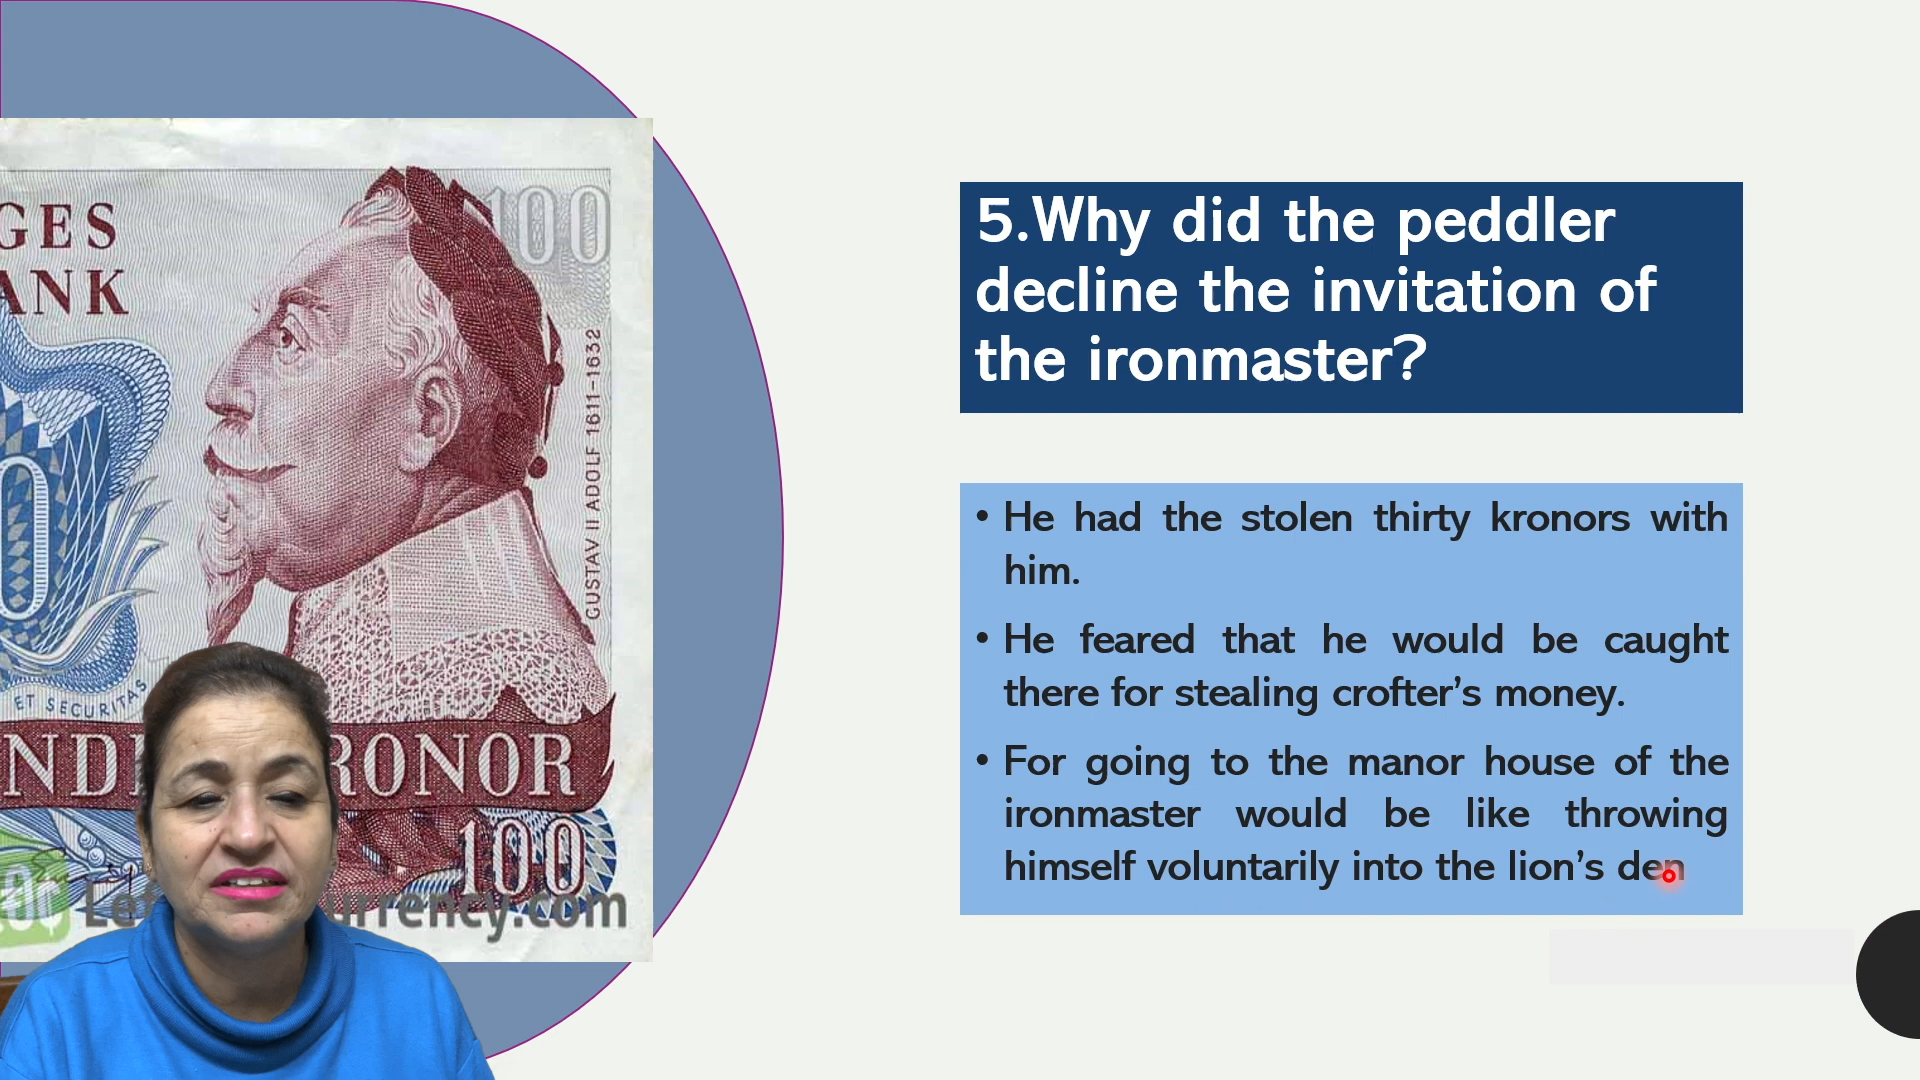 GES
ANK
100
GUSTAV II ADOLF 1611-1632
ET SECURITAS
RONOR
100
urrency.com
5.Why did the peddler
decline the invitation of
the ironmaster?
• He had the stolen thirty kronors with
him.
• He feared that he would be caught
there for stealing crofter’s money.
• For going to the manor house of the
ironmaster would be like throwing
himself voluntarily into the lion’s den